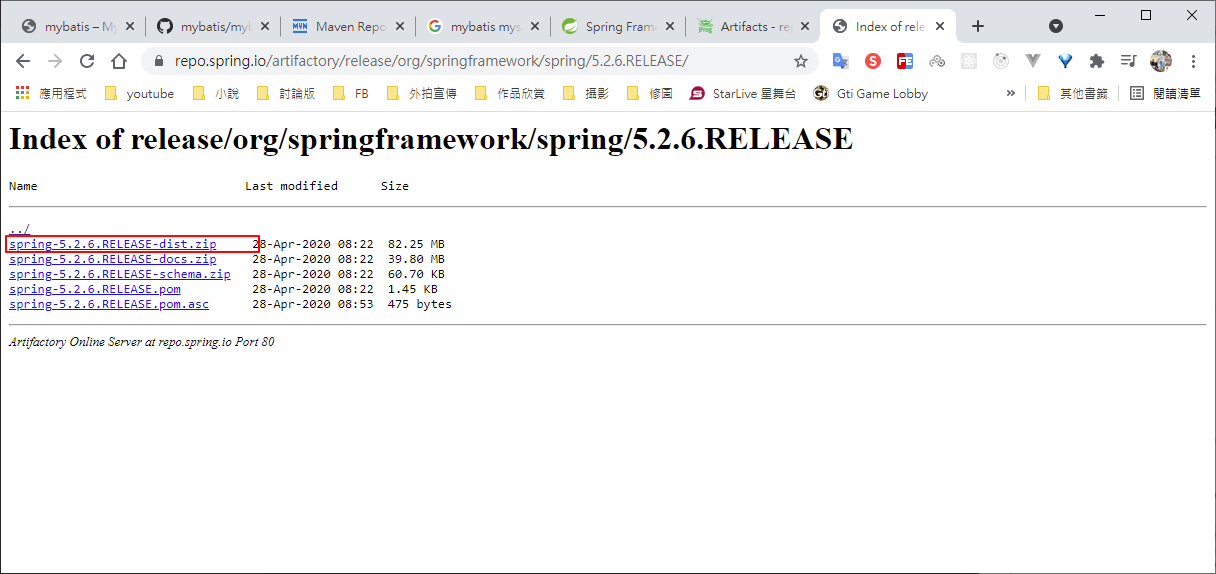 mybatis – My
mybatis/myb
Maven Repo
mybatis mys
Spring Fram
Artifacts - rep
Index of rele
repo.spring.io/artifactory/release/org/springframework/spring/5.2.6.RELEASE/
應用程式 youtube 小說 討論版 FB 外拍宣傳 作品欣賞 攝影 修圖 StarLive 星舞台 Gti Game Lobby » 其他書籤 閱讀清單
Index of release/org/springframework/spring/5.2.6.RELEASE
Name Last modified Size
../
spring-5.2.6.RELEASE-dist.zip 28-Apr-2020 08:22 82.25 MB
spring-5.2.6.RELEASE-docs.zip 28-Apr-2020 08:22 39.80 MB
spring-5.2.6.RELEASE-schema.zip 28-Apr-2020 08:22 60.70 KB
spring-5.2.6.RELEASE.pom 28-Apr-2020 08:22 1.45 KB
spring-5.2.6.RELEASE.pom.asc 28-Apr-2020 08:53 475 bytes
Artifactory Online Server at repo.spring.io Port 80